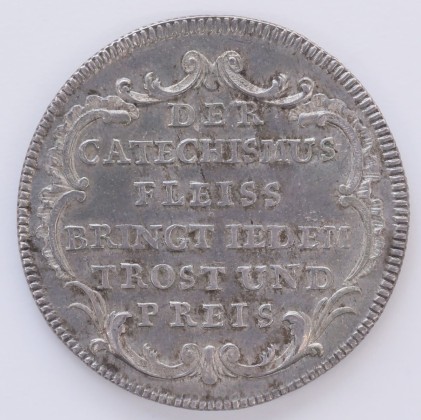 DER
CATECHISMUS
FLEISS
BRINGT IEDEM
TROST UND
PREIS